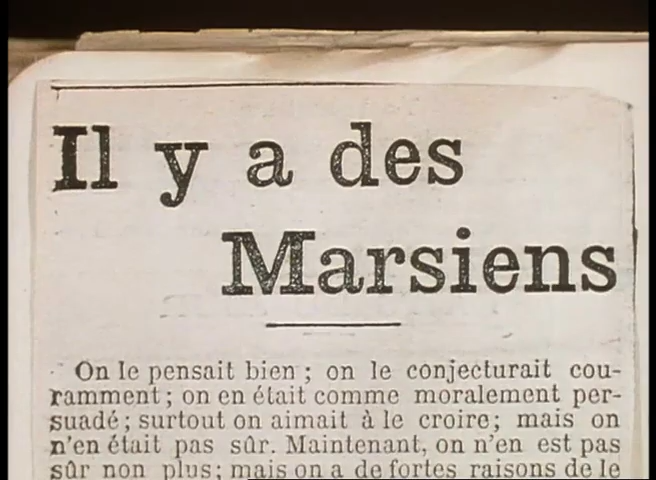 Il y a des
Marsiens
On le pensait bien ; on le conjecturait cou-
ramment ; on en était comme moralement per-
suadé ; surtout on aimait à le croire ; mais on
n'en était pas sûr. Maintenant, on n'en est pas
sûr non plus ; mais on a de fortes raisons de le